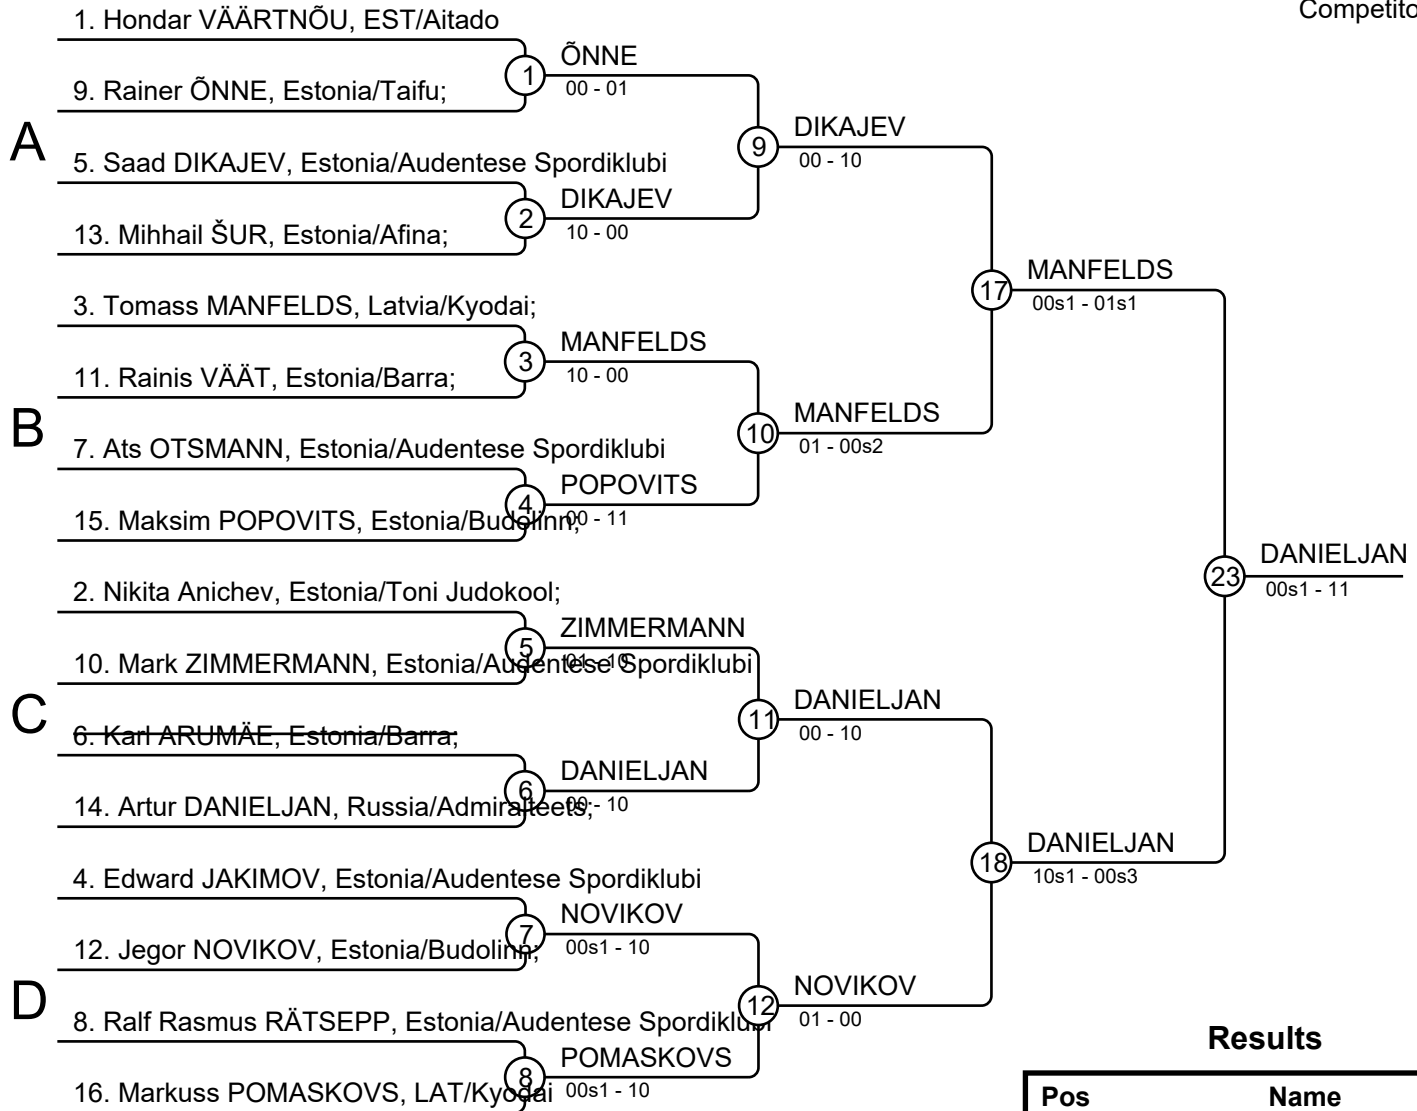 Competito
1. Hondar VÄÄRTNÕU, EST/Aitado
1
ÕNNE
00 - 01
9. Rainer ÕNNE, Estonia/Taifu;
A
9
DIKAJEV
00 - 10
5. Saad DIKAJEV, Estonia/Audentese Spordiklubi
2
DIKAJEV
10 - 00
13. Mihhail ŠUR, Estonia/Afina;
17
MANFELDS
00s1 - 01s1
3. Tomass MANFELDS, Latvia/Kyodai;
3
MANFELDS
10 - 00
11. Rainis VÄÄT, Estonia/Barra;
B
10
MANFELDS
01 - 00s2
7. Ats OTSMANN, Estonia/Audentese Spordiklubi
4
POPOVITS
00 - 11
15. Maksim POPOVITS, Estonia/Budolinn;
23
DANIELJAN
00s1 - 11
2. Nikita Anichev, Estonia/Toni Judokool;
5
ZIMMERMANN
01 - 10
10. Mark ZIMMERMANN, Estonia/Audentese Spordiklubi
C
11
DANIELJAN
00 - 10
6. Karl ARUMÄE, Estonia/Barra;
6
DANIELJAN
00 - 10
14. Artur DANIELJAN, Russia/Admiralteets;
18
DANIELJAN
10s1 - 00s3
4. Edward JAKIMOV, Estonia/Audentese Spordiklubi
7
NOVIKOV
00s1 - 10
12. Jegor NOVIKOV, Estonia/Budolinn;
D
12
NOVIKOV
01 - 00
8. Ralf Rasmus RÄTSEPP, Estonia/Audentese Spordiklubi
8
POMASKOVS
00s1 - 10
16. Markuss POMASKOVS, LAT/Kyodai
Results
Pos Name